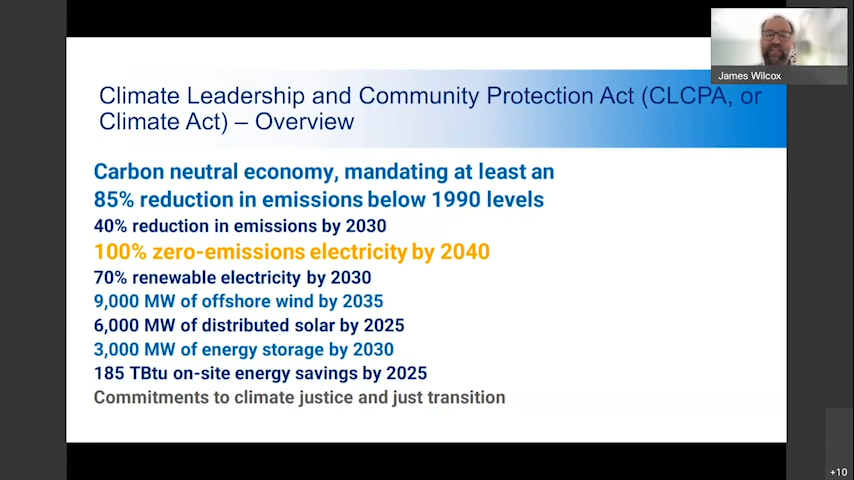 James Wilcox
Climate Leadership and Community Protection Act (CLCPA, or
Climate Act) – Overview
Carbon neutral economy, mandating at least an
85% reduction in emissions below 1990 levels
40% reduction in emissions by 2030
100% zero-emissions electricity by 2040
70% renewable electricity by 2030
9,000 MW of offshore wind by 2035
6,000 MW of distributed solar by 2025
3,000 MW of energy storage by 2030
185 TBtu on-site energy savings by 2025
Commitments to climate justice and just transition
+10